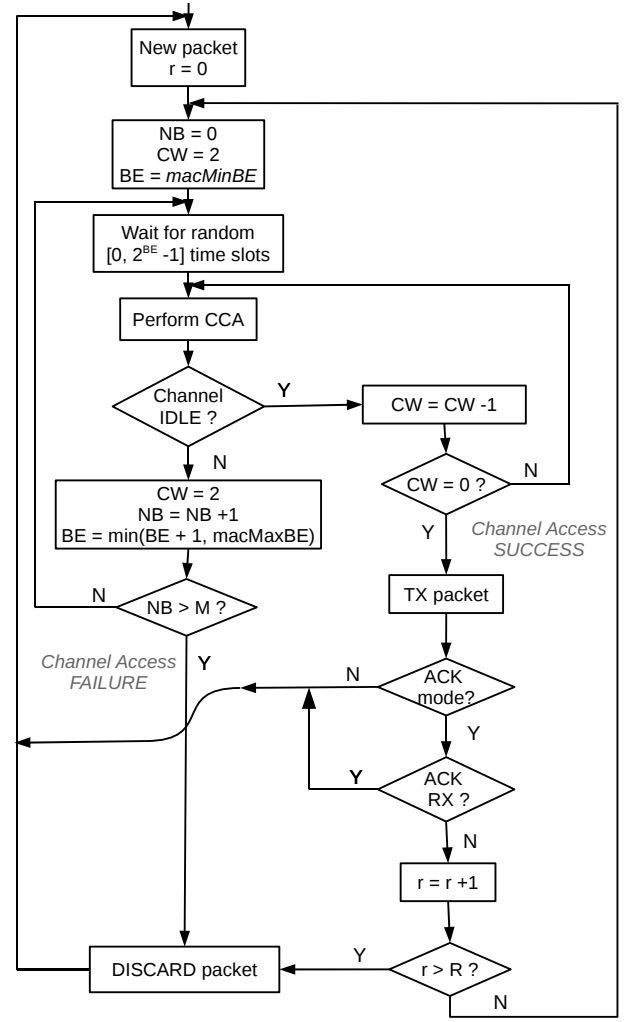 New packet
r = 0
NB = 0
CW = 2
BE = macMinBE
Wait for random
[0, 2^BE -1] time slots
Perform CCA
Channel
IDLE ?
Y
CW = CW -1
N
CW = 0 ?
N
CW = 2
NB = NB +1
BE = min(BE + 1, macMaxBE)
Y
Channel Access
SUCCESS
TX packet
N
NB > M ?
Channel Access
FAILURE
Y
N
ACK
mode?
Y
Y
ACK
RX ?
N
r = r +1
DISCARD packet
Y
r > R ?
N